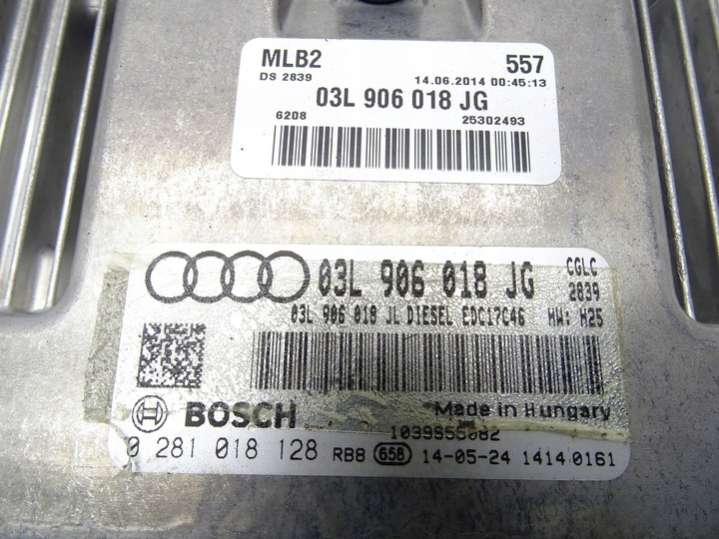 MLB2 557
DS 2839 14.06.2014 00:45:13
03L 906 018 JG
6208 25302493
03L 906 018 JG CGLC
2839
03L 906 018 JL DIESEL EDC17C46 HW: H25
BOSCH Made in Hungary
1039S55082
0 281 018 128 RB8 658 14-05-24 1414 0161